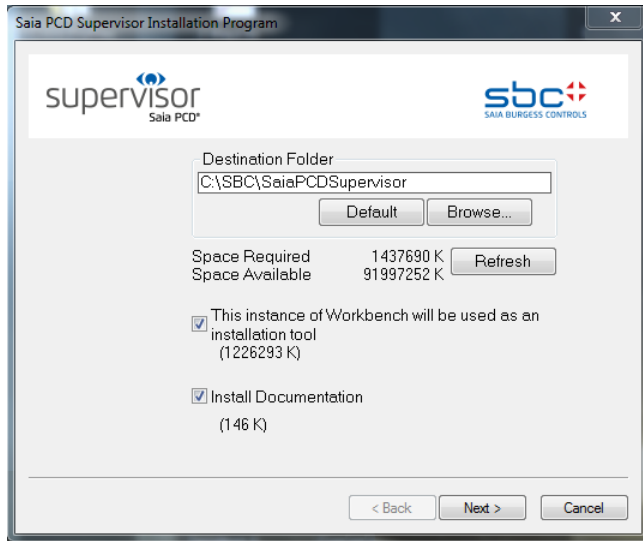 Saia PCD Supervisor Installation Program
x
supervisor
Saia PCD®
sbc
SAIA BURGESS CONTROLS
Destination Folder
C:\SBC\SaiaPCDSupervisor
Default Browse...
Space Required 1437690 K
Space Available 91997252 K
Refresh
This instance of Workbench will be used as an
installation tool
(1226293 K)
Install Documentation
(146 K)
< Back Next > Cancel